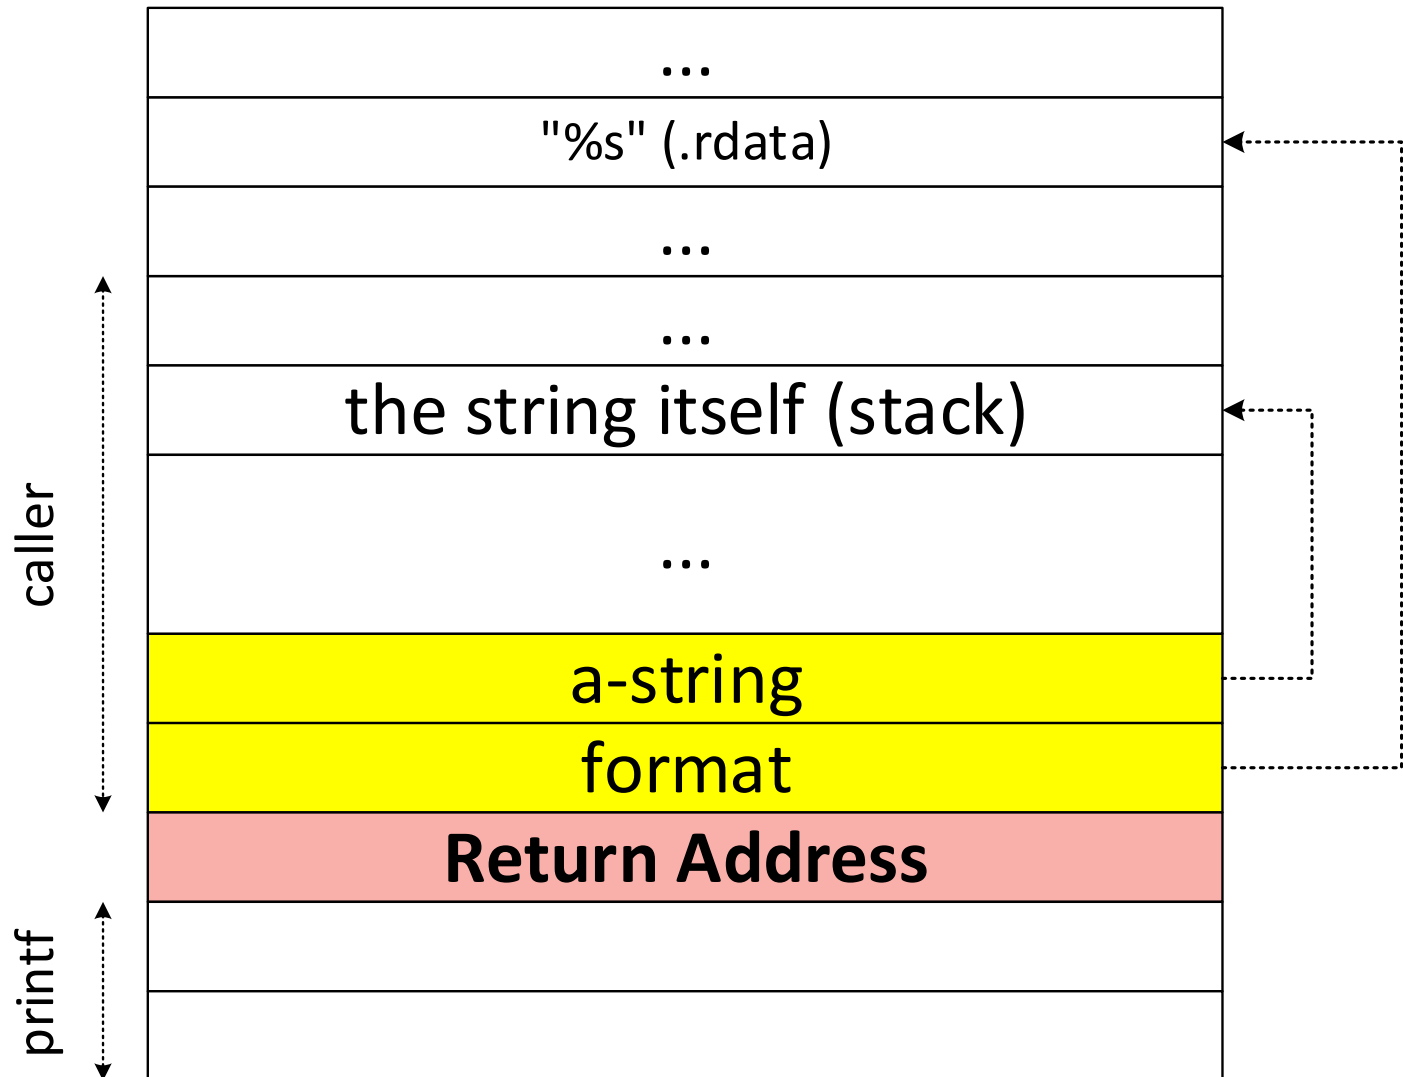 ...
"%s" (.rdata)
...
...
the string itself (stack)
...
a-string
format
Return Address
caller
printf